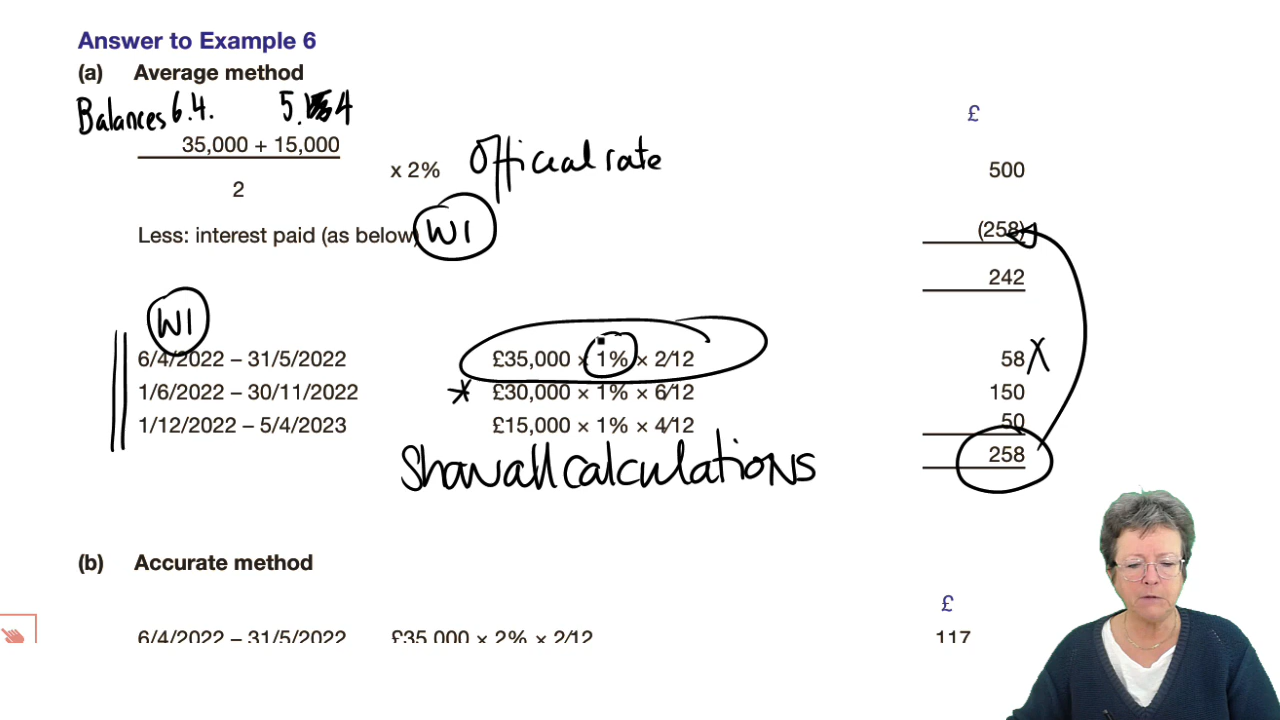 Answer to Example 6
(a) Average method
Balances 6.4. 5.4
£
35,000 + 15,000
2
x 2% Official rate 500
Less: interest paid (as below) W1 (258)
242
W1
6/4/2022 – 31/5/2022 £35,000 × 1% × 2/12 58
1/6/2022 – 30/11/2022 * £30,000 × 1% × 6/12 150
1/12/2022 – 5/4/2023 £15,000 × 1% × 4/12 50
258
Show all calculations
(b) Accurate method
£
6/4/2022 – 31/5/2022 £35,000 × 2% × 2/12 117